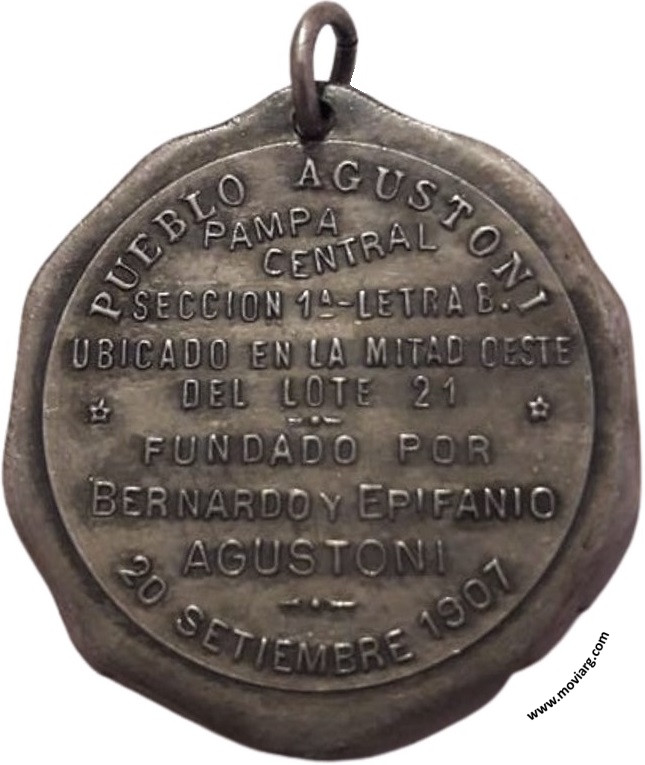 PUEBLO AGUSTONI
PAMPA
CENTRAL
SECCION 1ª-LETRA B.
UBICADO EN LA MITAD OESTE
DEL LOTE 21
FUNDADO POR
BERNARDO Y EPIFANIO
AGUSTONI
20 SETIEMBRE 1907
www.moviarg.com